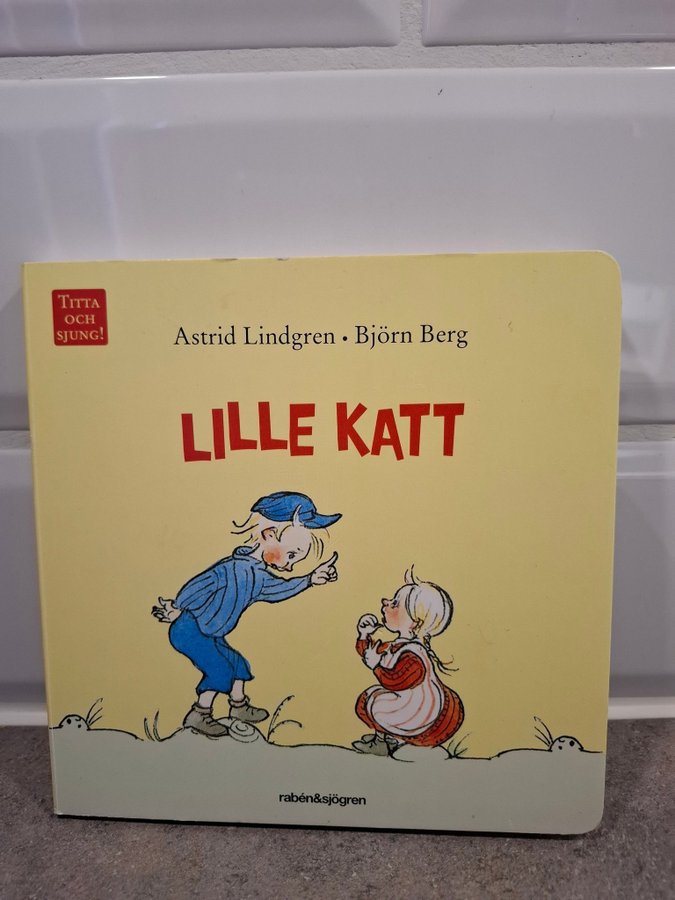 TITTA
OCH
SJUNG!
Astrid Lindgren • Björn Berg
LILLE KATT
rabén&sjögren